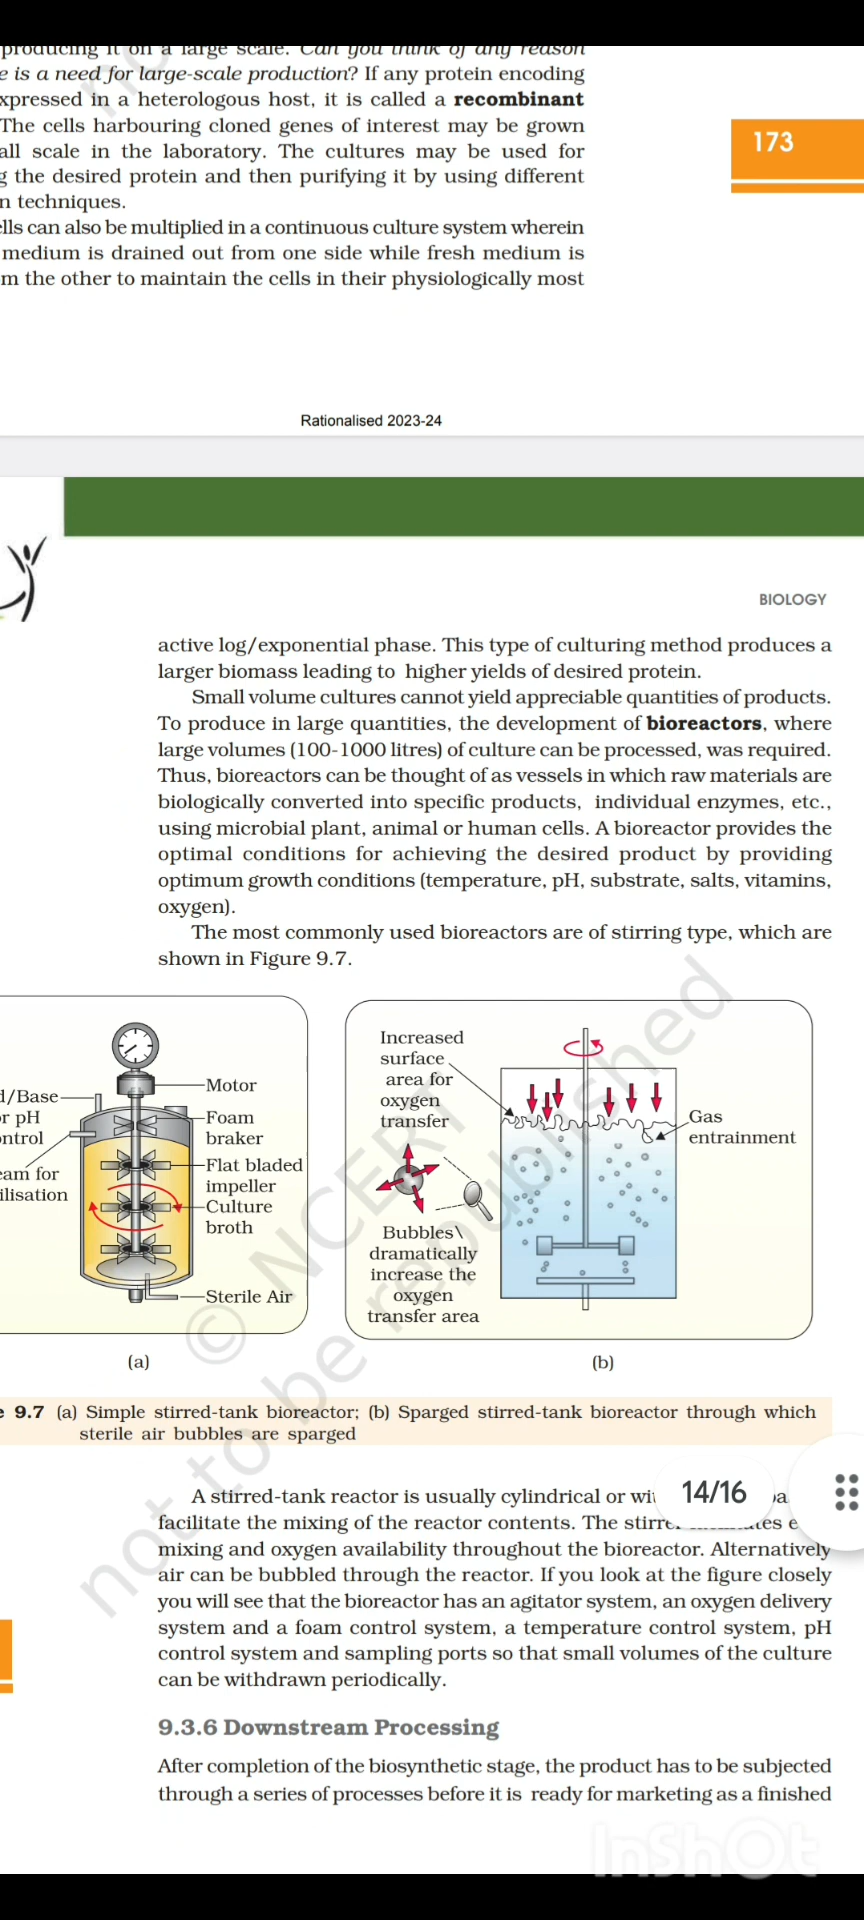 producing it on a large scale. Can you think of any reason
e is a need for large-scale production? If any protein encoding
xpressed in a heterologous host, it is called a recombinant
The cells harbouring cloned genes of interest may be grown
all scale in the laboratory. The cultures may be used for
g the desired protein and then purifying it by using different
n techniques.
ells can also be multiplied in a continuous culture system wherein
medium is drained out from one side while fresh medium is
m the other to maintain the cells in their physiologically most
173
Rationalised 2023-24
BIOLOGY
active log/exponential phase. This type of culturing method produces a
larger biomass leading to higher yields of desired protein.
Small volume cultures cannot yield appreciable quantities of products.
To produce in large quantities, the development of bioreactors, where
large volumes (100-1000 litres) of culture can be processed, was required.
Thus, bioreactors can be thought of as vessels in which raw materials are
biologically converted into specific products, individual enzymes, etc.,
using microbial plant, animal or human cells. A bioreactor provides the
optimal conditions for achieving the desired product by providing
optimum growth conditions (temperature, pH, substrate, salts, vitamins,
oxygen).
The most commonly used bioreactors are of stirring type, which are
shown in Figure 9.7.
d/Base
or pH
ontrol
eam for
ilisation
Motor
Foam
braker
Flat bladed
impeller
Culture
broth
Sterile Air
(a)
Increased
surface
area for
oxygen
transfer
Bubbles\
dramatically
increase the
oxygen
transfer area
Gas
entrainment
(b)
e 9.7 (a) Simple stirred-tank bioreactor; (b) Sparged stirred-tank bioreactor through which
sterile air bubbles are sparged
A stirred-tank reactor is usually cylindrical or
14/16
facilitate the mixing of the reactor contents. The
mixing and oxygen availability throughout the bioreactor. Alternatively
air can be bubbled through the reactor. If you look at the figure closely
you will see that the bioreactor has an agitator system, an oxygen delivery
system and a foam control system, a temperature control system, pH
control system and sampling ports so that small volumes of the culture
can be withdrawn periodically.
9.3.6 Downstream Processing
After completion of the biosynthetic stage, the product has to be subjected
through a series of processes before it is ready for marketing as a finished
© NCERT
not to be republished
InShOt